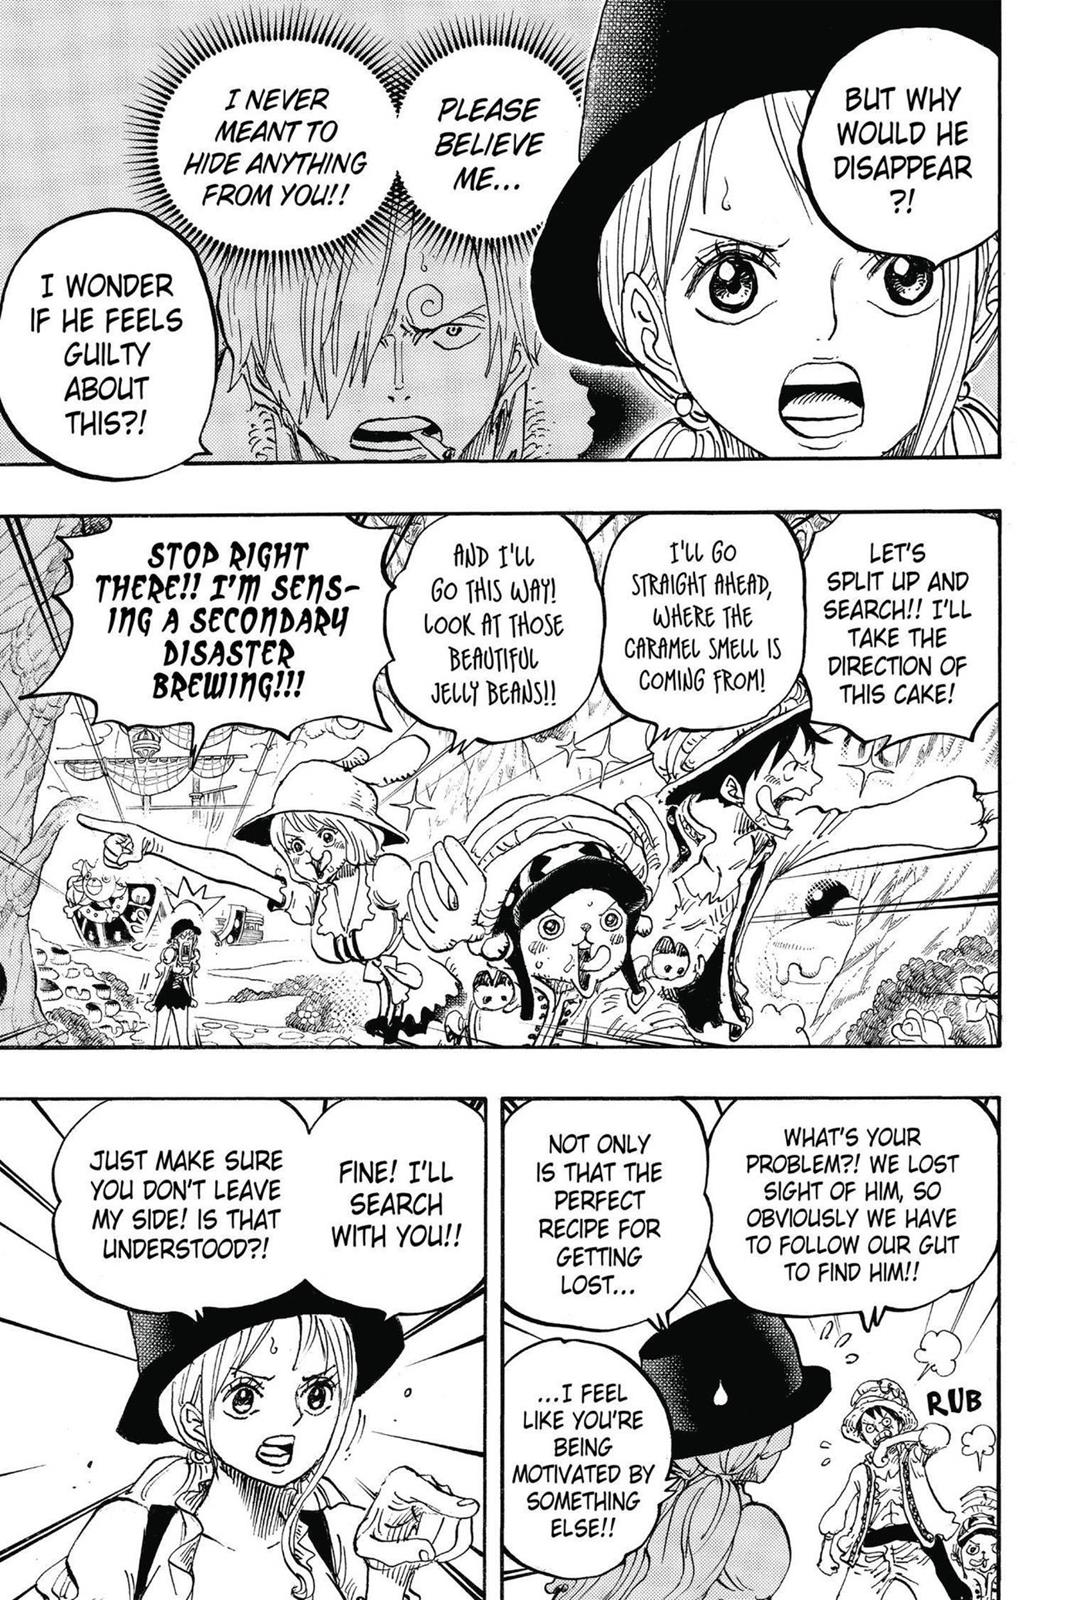 BUT WHY
WOULD HE
DISAPPEAR
?!
PLEASE
BELIEVE
ME...
I NEVER
MEANT TO
HIDE ANYTHING
FROM YOU!!
I WONDER
IF HE FEELS
GUILTY
ABOUT
THIS?!
LET'S
SPLIT UP AND
SEARCH!! I'LL
TAKE THE
DIRECTION OF
THIS CAKE!
I'LL GO
STRAIGHT AHEAD,
WHERE THE
CARAMEL SMELL IS
COMING FROM!
AND I'LL
GO THIS WAY!
LOOK AT THOSE
BEAUTIFUL
JELLY BEANS!!
STOP RIGHT
THERE!! I'M SENS-
ING A SECONDARY
DISASTER
BREWING!!!
WHAT'S YOUR
PROBLEM?! WE LOST
SIGHT OF HIM, SO
OBVIOUSLY WE HAVE
TO FOLLOW OUR GUT
TO FIND HIM!!
RUB
NOT ONLY
IS THAT THE
PERFECT
RECIPE FOR
GETTING
LOST...
...I FEEL
LIKE YOU'RE
BEING
MOTIVATED BY
SOMETHING
ELSE!!
FINE! I'LL
SEARCH
WITH YOU!!
JUST MAKE SURE
YOU DON'T LEAVE
MY SIDE! IS THAT
UNDERSTOOD?!